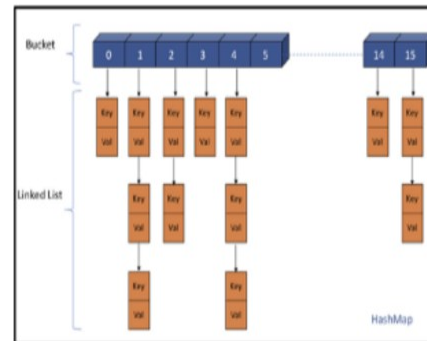 Bucket
0 1 2 3 4 5 14 15
Key Key Key Key Key Key Key
Val Val Val Val Val Val Val
Linked List
Key Key Key Key
Val Val Val Val
Key Key
Val Val
HashMap